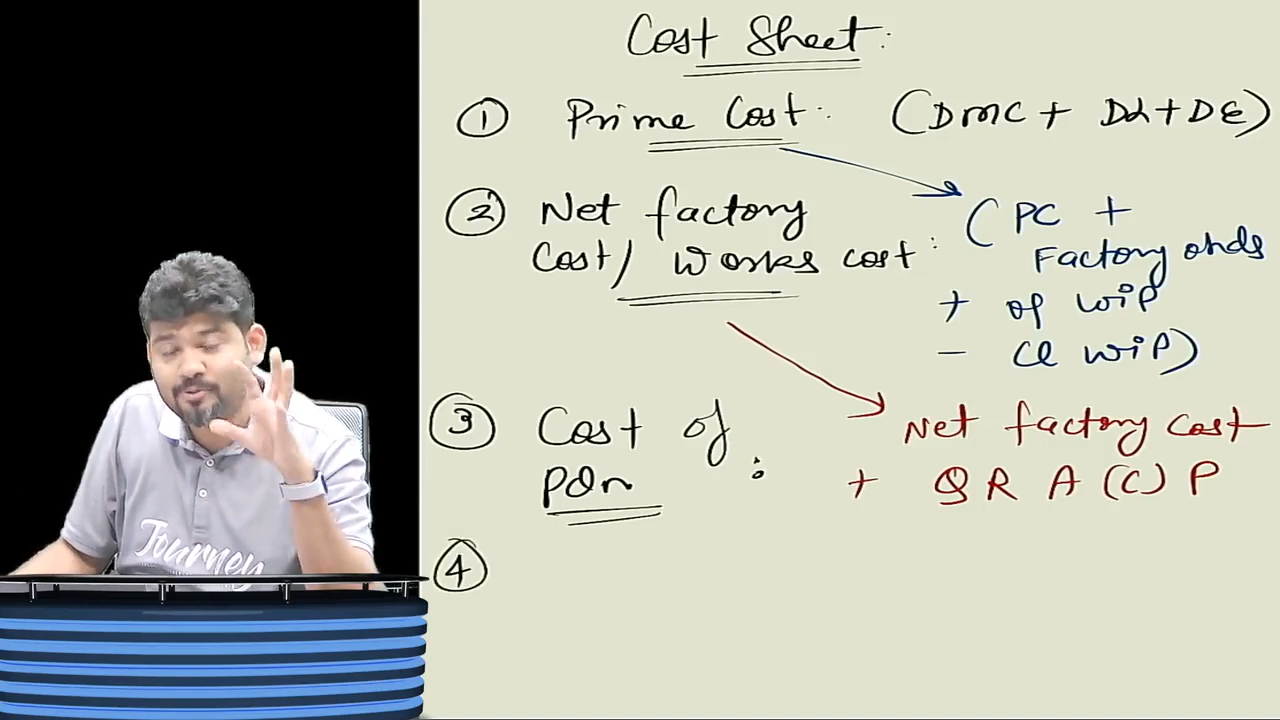 Cost Sheet:
① Prime Cost: (DMC + DL + DE)
② Net factory
Cost/ Works cost:
( PC +
Factory ohds
+ op WIP
- Cl WIP)
③ Cost of
PDn :
Net factory cost
+ Q R A (C) P
④
Journey